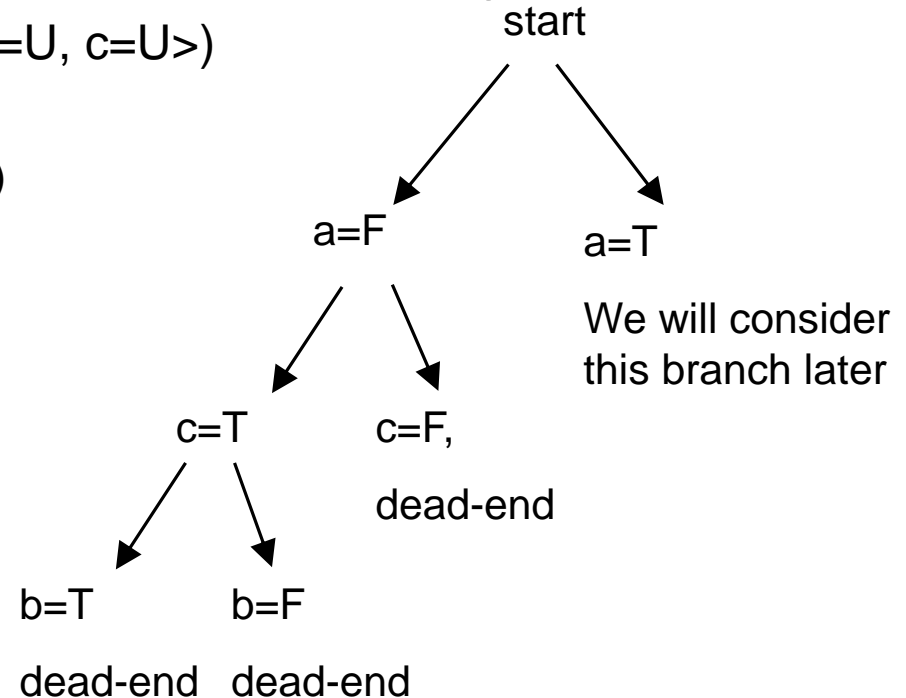 start
=U, c=U>)
)
a=F
a=T
We will consider
this branch later
c=T
c=F,
dead-end
b=T
b=F
dead-end
dead-end